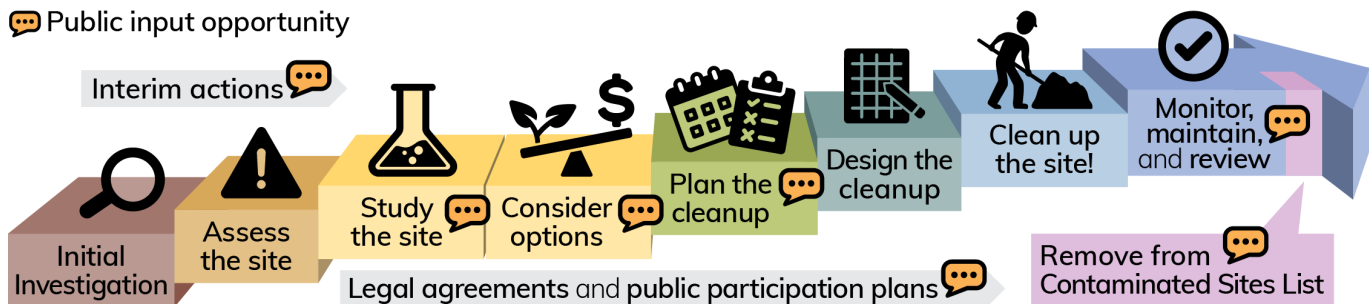 Public input opportunity
Interim actions
Initial
Investigation
Assess
the site
Study
the site
Consider
options
Plan the
cleanup
Design the
cleanup
Clean up
the site!
Monitor,
maintain,
and review
Legal agreements and public participation plans
Remove from
Contaminated Sites List